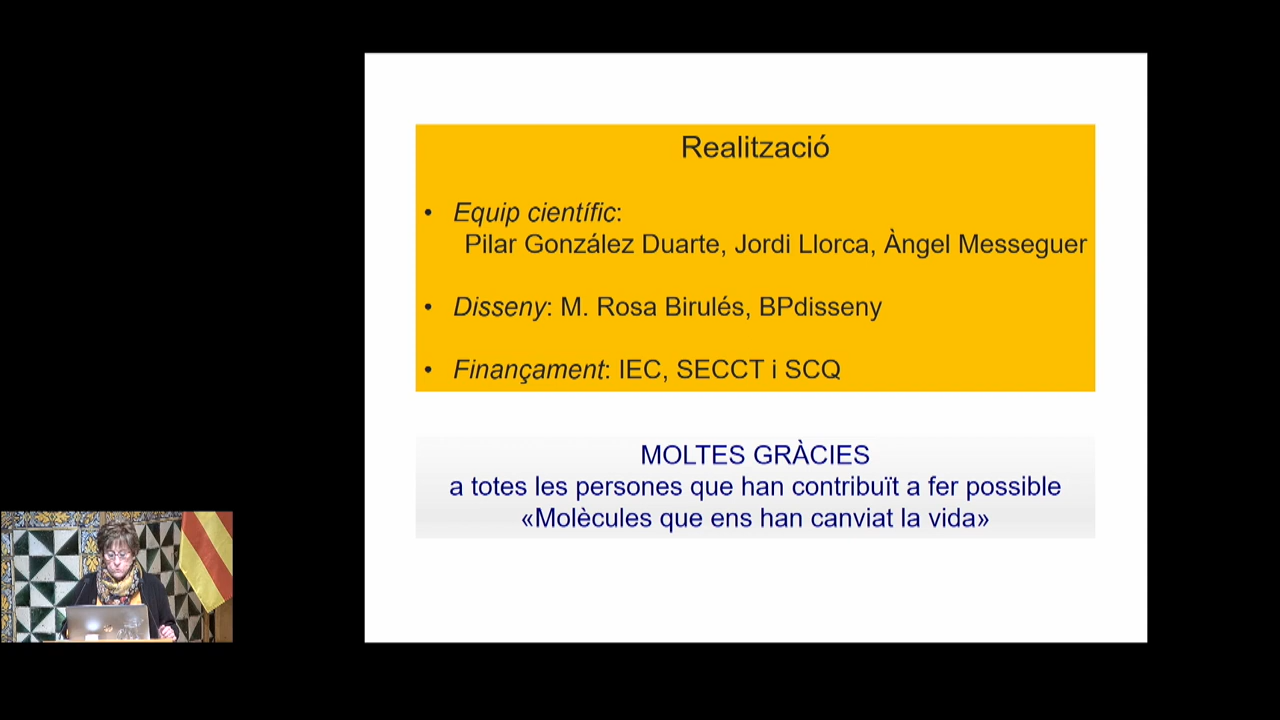 Realització
• Equip científic:
Pilar González Duarte, Jordi Llorca, Àngel Messeguer
• Disseny: M. Rosa Birulés, BPdisseny
• Finançament: IEC, SECCT i SCQ
MOLTES GRÀCIES
a totes les persones que han contribuït a fer possible
«Molècules que ens han canviat la vida»